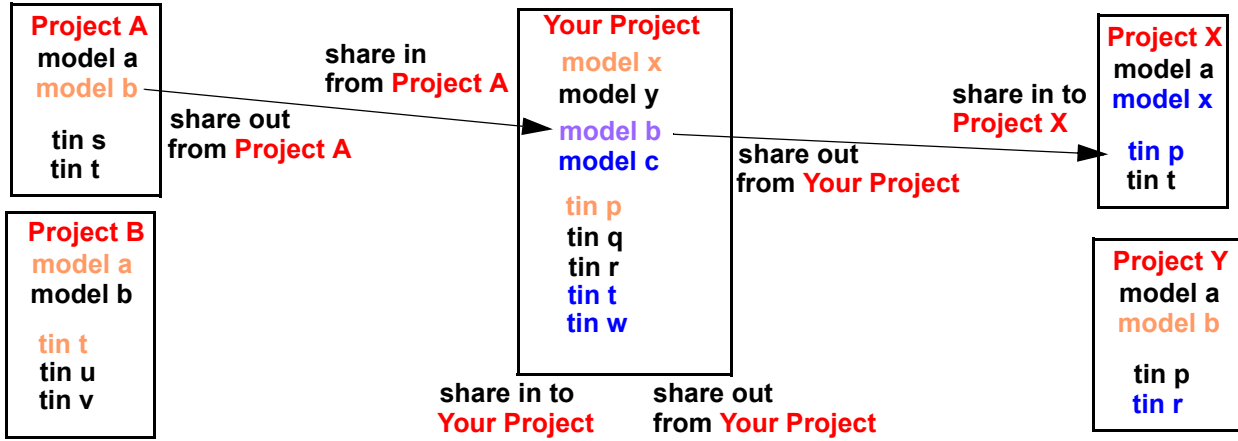 Project A
model a
model b
tin s
tin t
share out
from Project A
share in
from Project A
Project B
model a
model b
tin t
tin u
tin v
Your Project
model x
model y
model b
model c
tin p
tin q
tin r
tin t
tin w
share in to
Your Project
share out
from Your Project
share out
from Your Project
share in to
Project X
Project X
model a
model x
tin p
tin t
Project Y
model a
model b
tin p
tin r